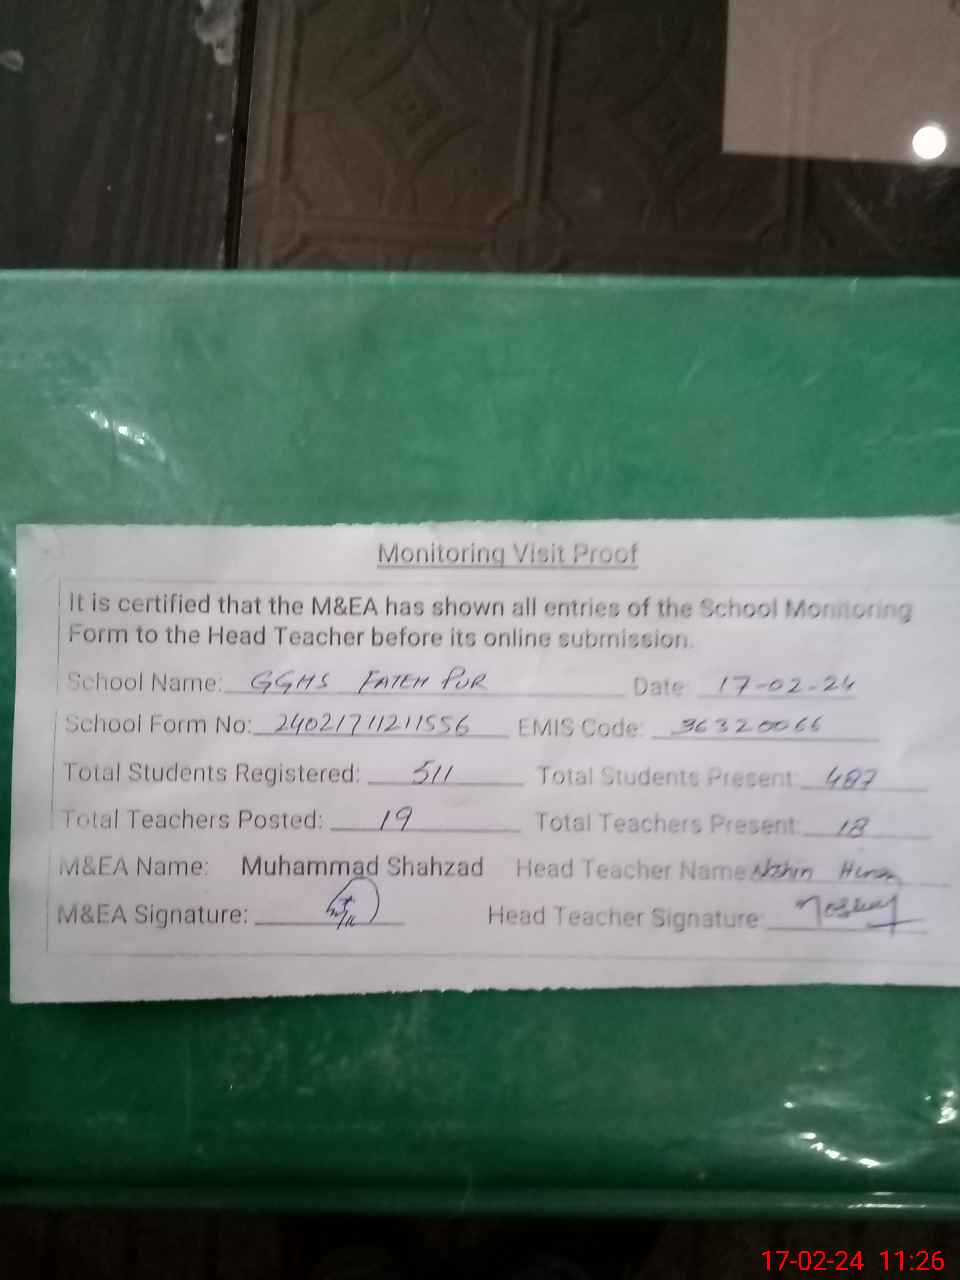 Monitoring Visit Proof
It is certified that the M&EA has shown all entries of the School Monitoring
Form to the Head Teacher before its online submission.
School Name: GGHS FATEH PUR Date: 17-02-24
School Form No: 24021711211556 EMIS Code: 36320066
Total Students Registered: 511 Total Students Present: 487
Total Teachers Posted: 19 Total Teachers Present: 18
M&EA Name: Muhammad Shahzad Head Teacher Name
M&EA Signature: Head Teacher Signature:
17-02-24 11:26